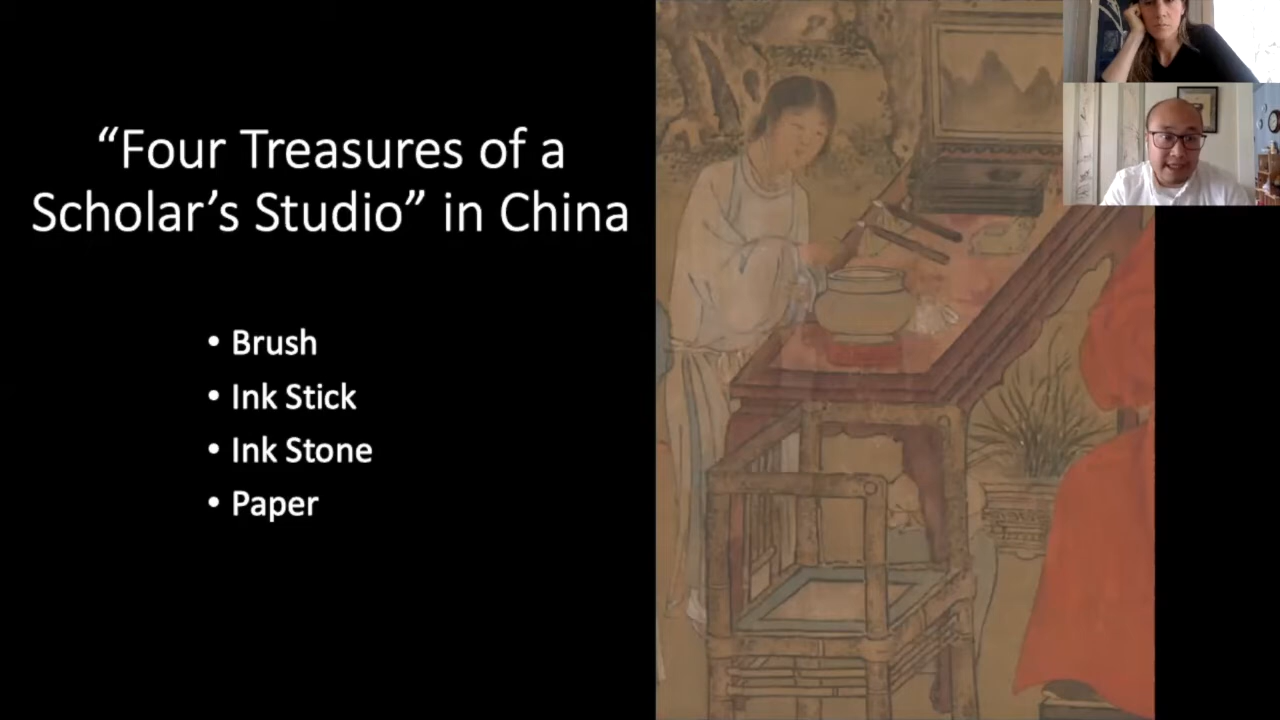 “Four Treasures of a
Scholar’s Studio” in China
• Brush
• Ink Stick
• Ink Stone
• Paper